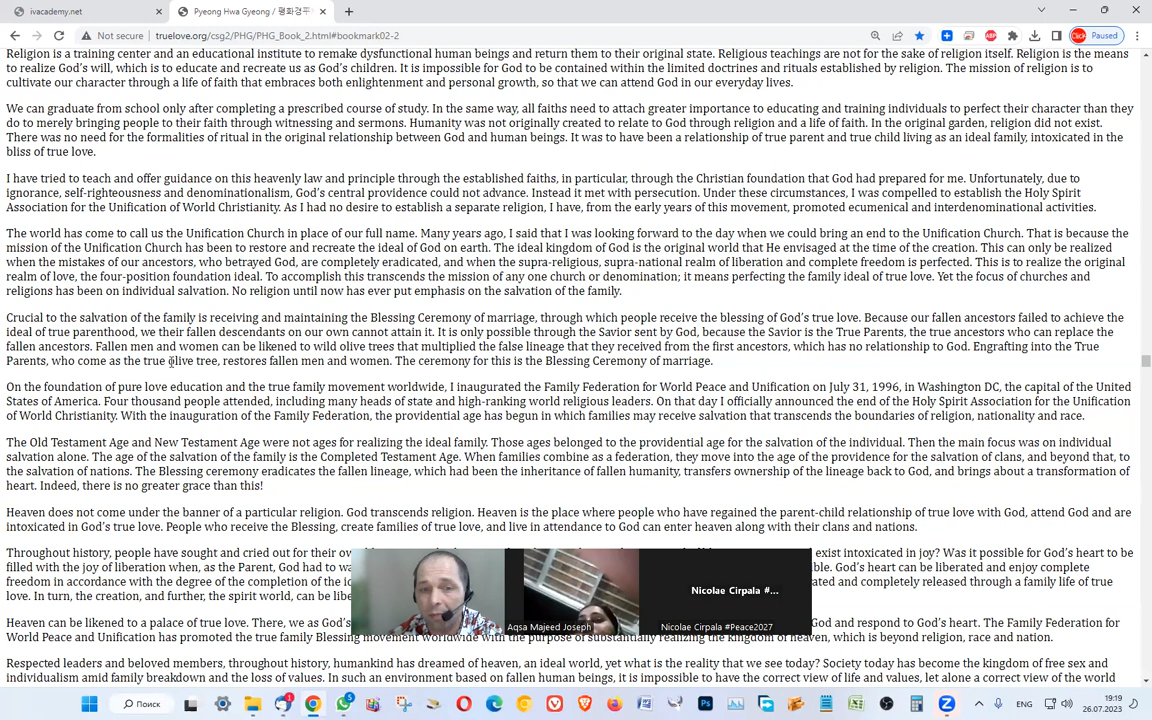 ivacademy.net
Pyeong Hwa Gyeong / 평화경平
Not secure
truelove.org/csg2/PHG/PHG_Book_2.html#bookmark02-2
ABP
Click
Paused
Religion is a training center and an educational institute to remake dysfunctional human beings and return them to their original state. Religious teachings are not for the sake of religion itself. Religion is the means
to realize God's will, which is to educate and recreate us as God's children. It is impossible for God to be contained within the limited doctrines and rituals established by religion. The mission of religion is to
cultivate our character through a life of faith that embraces both enlightenment and personal growth, so that we can attend God in our everyday lives.
We can graduate from school only after completing a prescribed course of study. In the same way, all faiths need to attach greater importance to educating and training individuals to perfect their character than they
do to merely bringing people to their faith through witnessing and sermons. Humanity was not originally created to relate to God through religion and a life of faith. In the original garden, religion did not exist.
There was no need for the formalities of ritual in the original relationship between God and human beings. It was to have been a relationship of true parent and true child living as an ideal family, intoxicated in the
bliss of true love.
I have tried to teach and offer guidance on this heavenly law and principle through the established faiths, in particular, through the Christian foundation that God had prepared for me. Unfortunately, due to
ignorance, self-righteousness and denominationalism, God's central providence could not advance. Instead it met with persecution. Under these circumstances, I was compelled to establish the Holy Spirit
Association for the Unification of World Christianity. As I had no desire to establish a separate religion, I have, from the early years of this movement, promoted ecumenical and interdenominational activities.
The world has come to call us the Unification Church in place of our full name. Many years ago, I said that I was looking forward to the day when we could bring an end to the Unification Church. That is because the
mission of the Unification Church has been to restore and recreate the ideal of God on earth. The ideal kingdom of God is the original world that He envisaged at the time of the creation. This can only be realized
when the mistakes of our ancestors, who betrayed God, are completely eradicated, and when the supra-religious, supra-national realm of liberation and complete freedom is perfected. This is to realize the original
realm of love, the four-position foundation ideal. To accomplish this transcends the mission of any one church or denomination; it means perfecting the family ideal of true love. Yet the focus of churches and
religions has been on individual salvation. No religion until now has ever put emphasis on the salvation of the family.
Crucial to the salvation of the family is receiving and maintaining the Blessing Ceremony of marriage, through which people receive the blessing of God's true love. Because our fallen ancestors failed to achieve the
ideal of true parenthood, we their fallen descendants on our own cannot attain it. It is only possible through the Savior sent by God, because the Savior is the True Parents, the true ancestors who can replace the
fallen ancestors. Fallen men and women can be likened to wild olive trees that multiplied the false lineage that they received from the first ancestors, which has no relationship to God. Engrafting into the True
Parents, who come as the true olive tree, restores fallen men and women. The ceremony for this is the Blessing Ceremony of marriage.
On the foundation of pure love education and the true family movement worldwide, I inaugurated the Family Federation for World Peace and Unification on July 31, 1996, in Washington DC, the capital of the United
States of America. Four thousand people attended, including many heads of state and high-ranking world religious leaders. On that day I officially announced the end of the Holy Spirit Association for the Unification
of World Christianity. With the inauguration of the Family Federation, the providential age has begun in which families may receive salvation that transcends the boundaries of religion, nationality and race.
The Old Testament Age and New Testament Age were not ages for realizing the ideal family. Those ages belonged to the providential age for the salvation of the individual. Then the main focus was on individual
salvation alone. The age of the salvation of the family is the Completed Testament Age. When families combine as a federation, they move into the age of the providence for the salvation of clans, and beyond that, to
the salvation of nations. The Blessing ceremony eradicates the fallen lineage, which had been the inheritance of fallen humanity, transfers ownership of the lineage back to God, and brings about a transformation of
heart. Indeed, there is no greater grace than this!
Heaven does not come under the banner of a particular religion. God transcends religion. Heaven is the place where people who have regained the parent-child relationship of true love with God, attend God and are
intoxicated in God's true love. People who receive the Blessing, create families of true love, and live in attendance to God can enter heaven along with their clans and nations.
Throughout history, people have sought and cried out for their ow exist intoxicated in joy? Was it possible for God's heart to be
filled with the joy of liberation when, as the Parent, God had to wa ble. God's heart can be liberated and enjoy complete
freedom in accordance with the degree of the completion of the id ated and completely released through a family life of true
love. In turn, the creation, and further, the spirit world, can be libe
Heaven can be likened to a palace of true love. There, we as God's God and respond to God's heart. The Family Federation for
World Peace and Unification has promoted the true family Blessing movement worldwide with the purpose of substantially realizing the kingdom of heaven, which is beyond religion, race and nation.
Respected leaders and beloved members, throughout history, humankind has dreamed of heaven, an ideal world, yet what is the reality that we see today? Society today has become the kingdom of free sex and
individualism amid family breakdown and the loss of values. In such an environment based on fallen human beings, it is impossible to have the correct view of life and values, let alone a correct view of the world
Nicolae Cirpala #...
Aqsa Majeed Joseph
Nicolae Cirpala #Peace2027
Поиск
19:19
26.07.2023